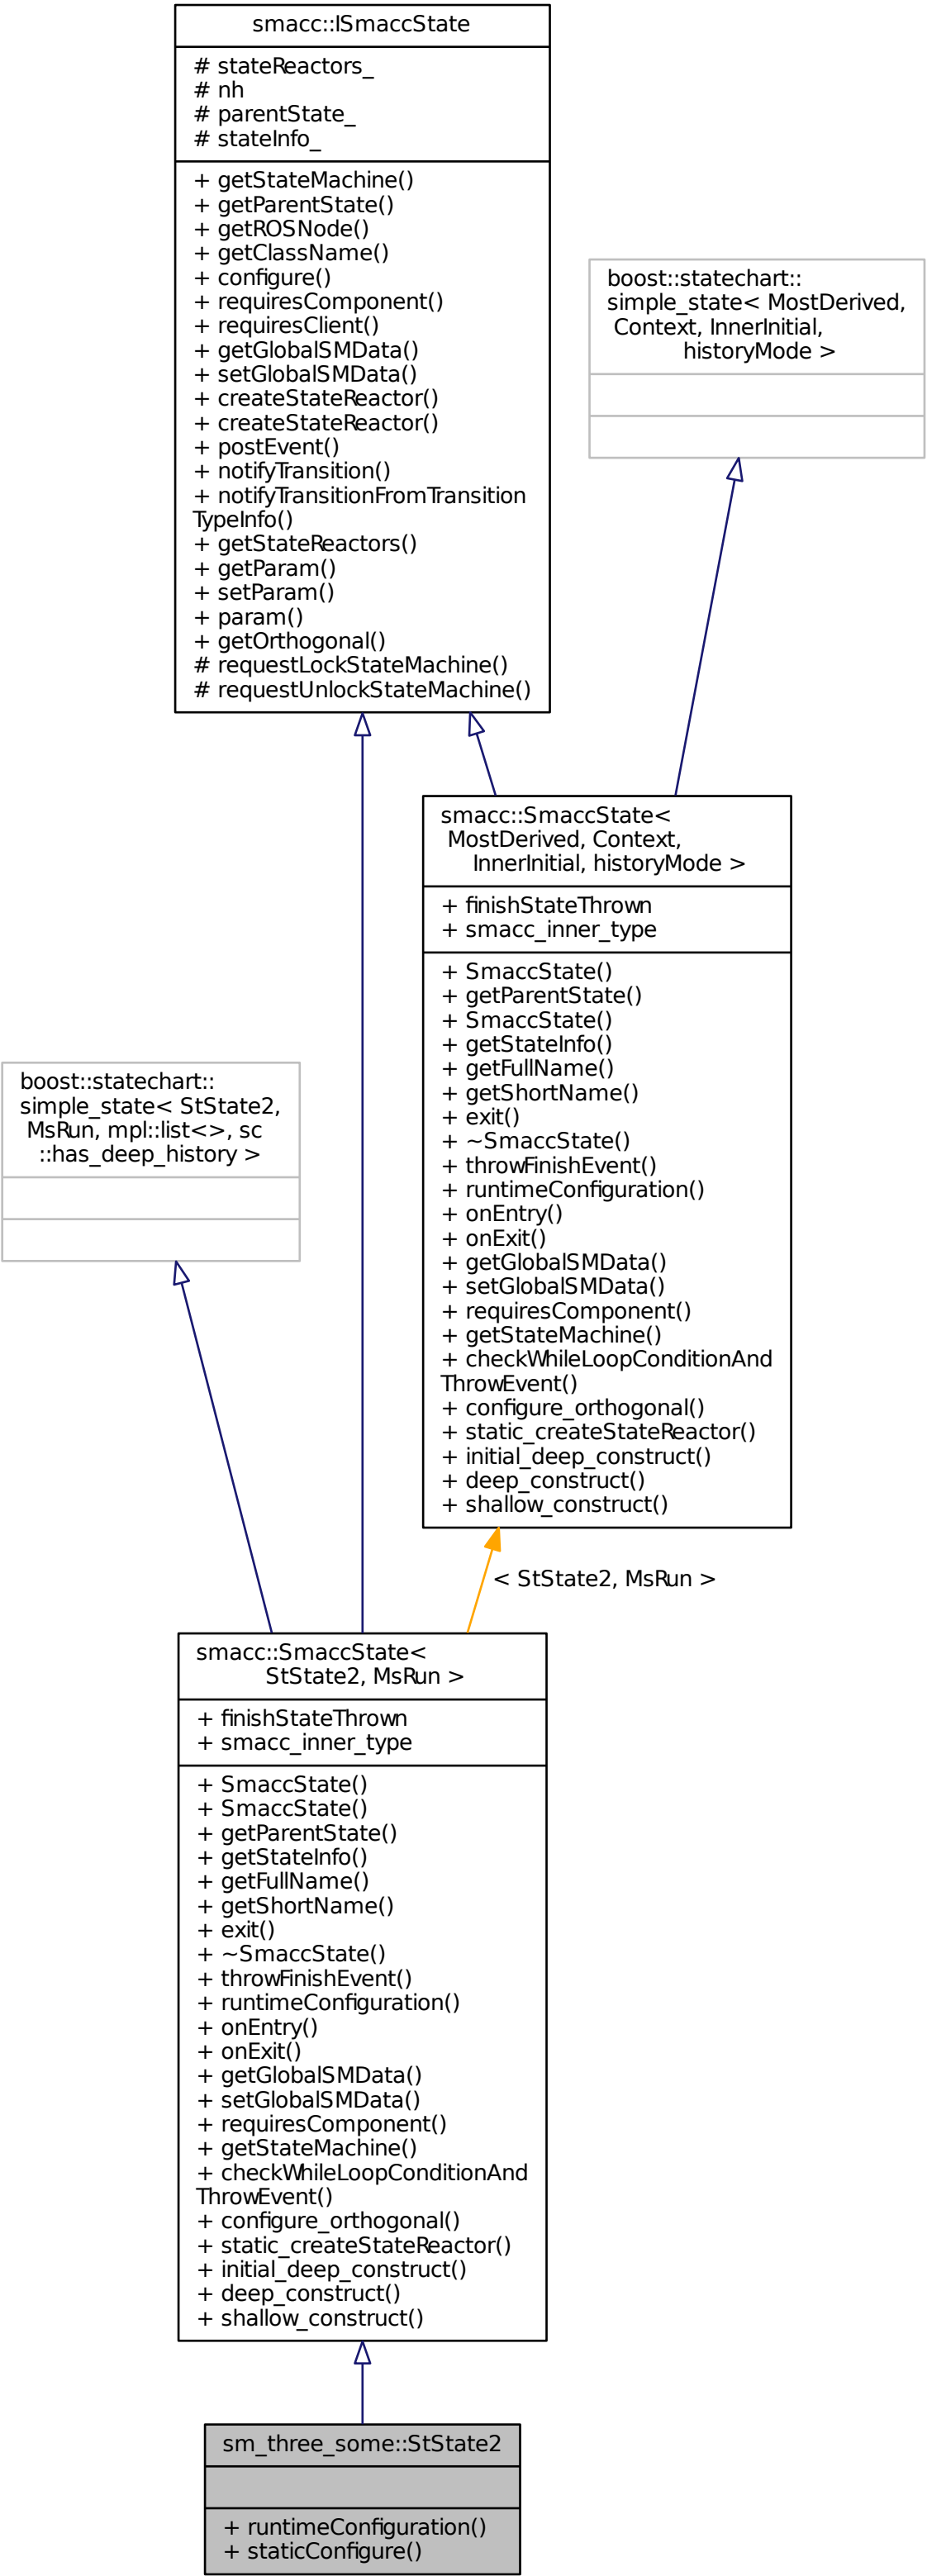 smacc::ISmaccState
# stateReactors_
# nh
# parentState_
# stateInfo_
+ getStateMachine()
+ getParentState()
+ getROSNode()
+ getClassName()
+ configure()
+ requiresComponent()
+ requiresClient()
+ getGlobalSMData()
+ setGlobalSMData()
+ createStateReactor()
+ createStateReactor()
+ postEvent()
+ notifyTransition()
+ notifyTransitionFromTransition
TypeInfo()
+ getStateReactors()
+ getParam()
+ setParam()
+ param()
+ getOrthogonal()
# requestLockStateMachine()
# requestUnlockStateMachine()
boost::statechart::
simple_state< MostDerived,
Context, InnerInitial,
historyMode >
smacc::SmaccState<
MostDerived, Context,
InnerInitial, historyMode >
+ finishStateThrown
+ smacc_inner_type
+ SmaccState()
+ getParentState()
+ SmaccState()
+ getStateInfo()
+ getFullName()
+ getShortName()
+ exit()
+ ~SmaccState()
+ throwFinishEvent()
+ runtimeConfiguration()
+ onEntry()
+ onExit()
+ getGlobalSMData()
+ setGlobalSMData()
+ requiresComponent()
+ getStateMachine()
+ checkWhileLoopConditionAnd
ThrowEvent()
+ configure_orthogonal()
+ static_createStateReactor()
+ initial_deep_construct()
+ deep_construct()
+ shallow_construct()
boost::statechart::
simple_state< StState2,
MsRun, mpl::list<>, sc
::has_deep_history >
< StState2, MsRun >
smacc::SmaccState<
StState2, MsRun >
+ finishStateThrown
+ smacc_inner_type
+ SmaccState()
+ SmaccState()
+ getParentState()
+ getStateInfo()
+ getFullName()
+ getShortName()
+ exit()
+ ~SmaccState()
+ throwFinishEvent()
+ runtimeConfiguration()
+ onEntry()
+ onExit()
+ getGlobalSMData()
+ setGlobalSMData()
+ requiresComponent()
+ getStateMachine()
+ checkWhileLoopConditionAnd
ThrowEvent()
+ configure_orthogonal()
+ static_createStateReactor()
+ initial_deep_construct()
+ deep_construct()
+ shallow_construct()
sm_three_some::StState2
+ runtimeConfiguration()
+ staticConfigure()